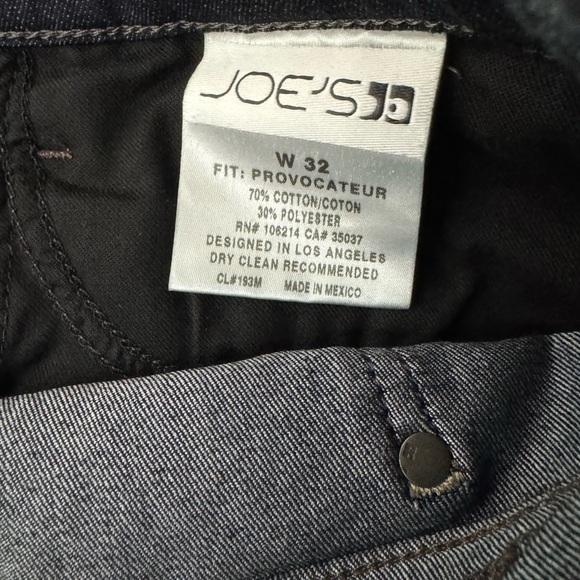 JOE'S
W 32
FIT: PROVOCATEUR
70% COTTON/COTON
30% POLYESTER
RN# 106214 CA# 35037
DESIGNED IN LOS ANGELES
DRY CLEAN RECOMMENDED
CL#193M MADE IN MEXICO